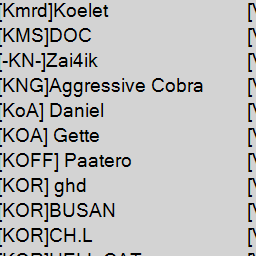 [Kmrd]Koelet [
[KMS]DOC [
[-KN-]Zai4ik [
[KNG]Aggressive Cobra [
[KoA] Daniel [
[KOA] Gette [
[KOFF] Paatero [
[KOR] ghd [
[KOR]BUSAN [
[KOR]CH.L [